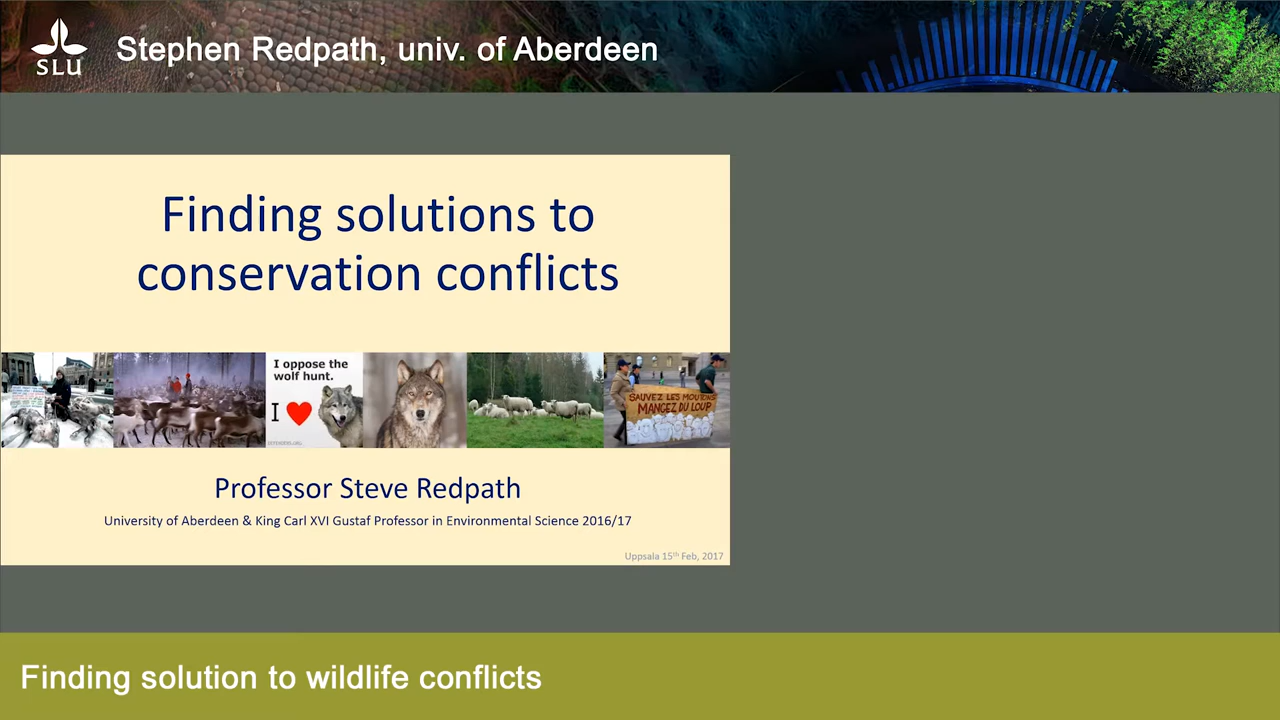 SLU
Stephen Redpath, univ. of Aberdeen
Finding solutions to
conservation conflicts
I oppose the
wolf hunt.
I
SAUVEZ LES MOUTONS
MANGEZ DU LOUP
Professor Steve Redpath
University of Aberdeen & King Carl XVI Gustaf Professor in Environmental Science 2016/17
Uppsala 15th Feb, 2017
Finding solution to wildlife conflicts